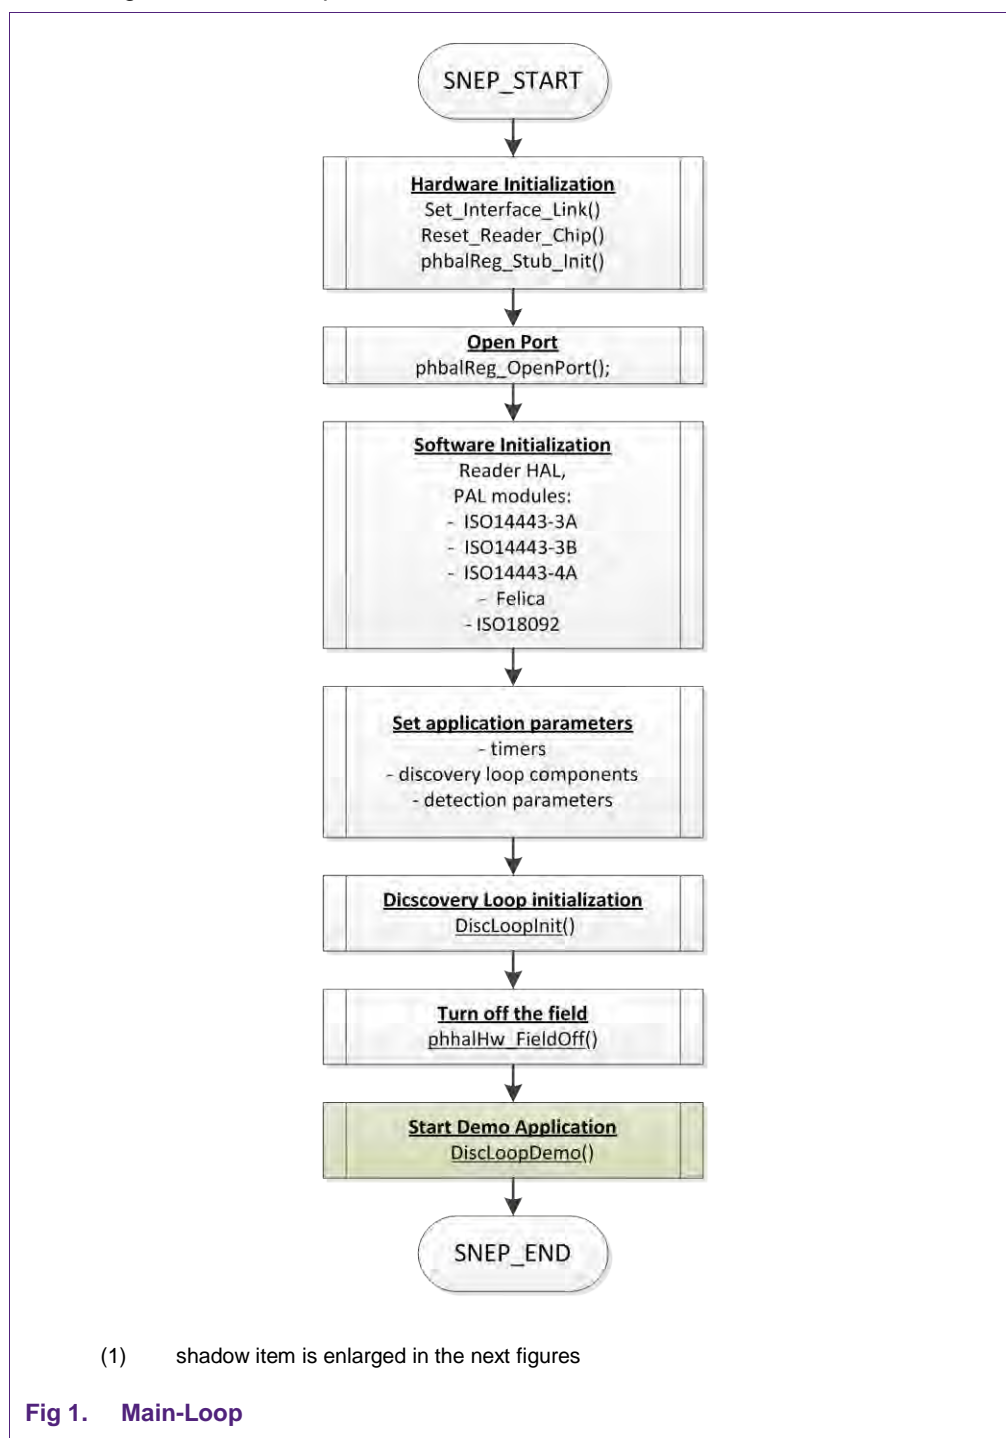 SNEP_START
Hardware Initialization
Set_Interface_Link()
Reset_Reader_Chip()
phbalReg_Stub_Init()
Open Port
phbalReg_OpenPort();
Software Initialization
Reader HAL,
PAL modules:
- ISO14443-3A
- ISO14443-3B
- ISO14443-4A
- Felica
- ISO18092
Set application parameters
- timers
- discovery loop components
- detection parameters
Dicscovery Loop initialization
DiscLoopInit()
Turn off the field
phhalHw_FieldOff()
Start Demo Application
DiscLoopDemo()
SNEP_END
(1) shadow item is enlarged in the next figures
Fig 1. Main-Loop